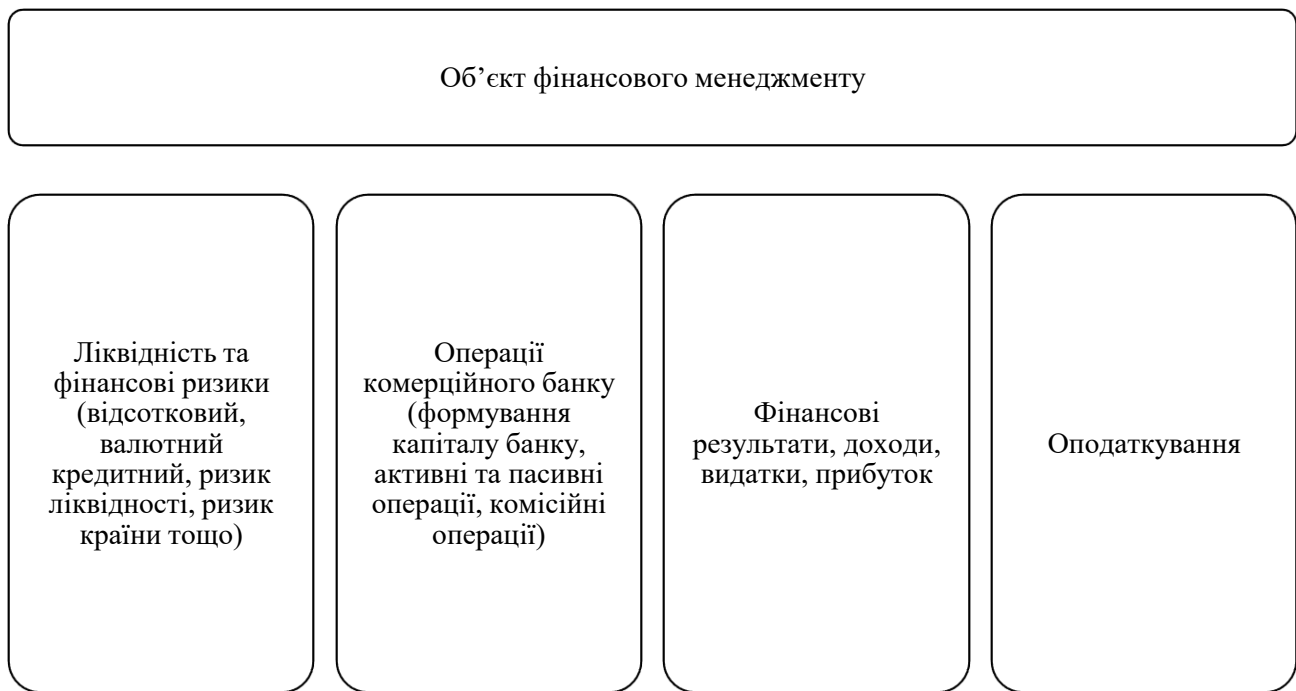 Об’єкт фінансового менеджменту
Ліквідність та
фінансові ризики
(відсотковий,
валютний
кредитний, ризик
ліквідності, ризик
країни тощо)
Операції
комерційного банку
(формування
капіталу банку,
активні та пасивні
операції, комісійні
операції)
Фінансові
результати, доходи,
видатки, прибуток
Оподаткування